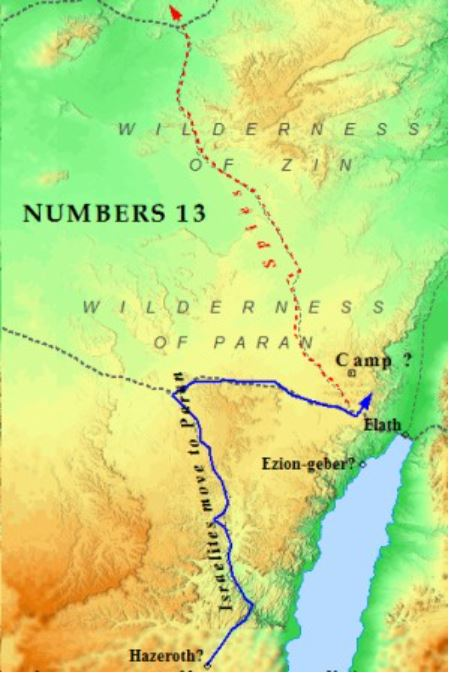 WILDERNESS
OF ZIN
NUMBERS 13
Spies
WILDERNESS
OF PARAN
Camp ?
Israelites move to Paran
Elath
Ezion-geber?
Hazeroth?